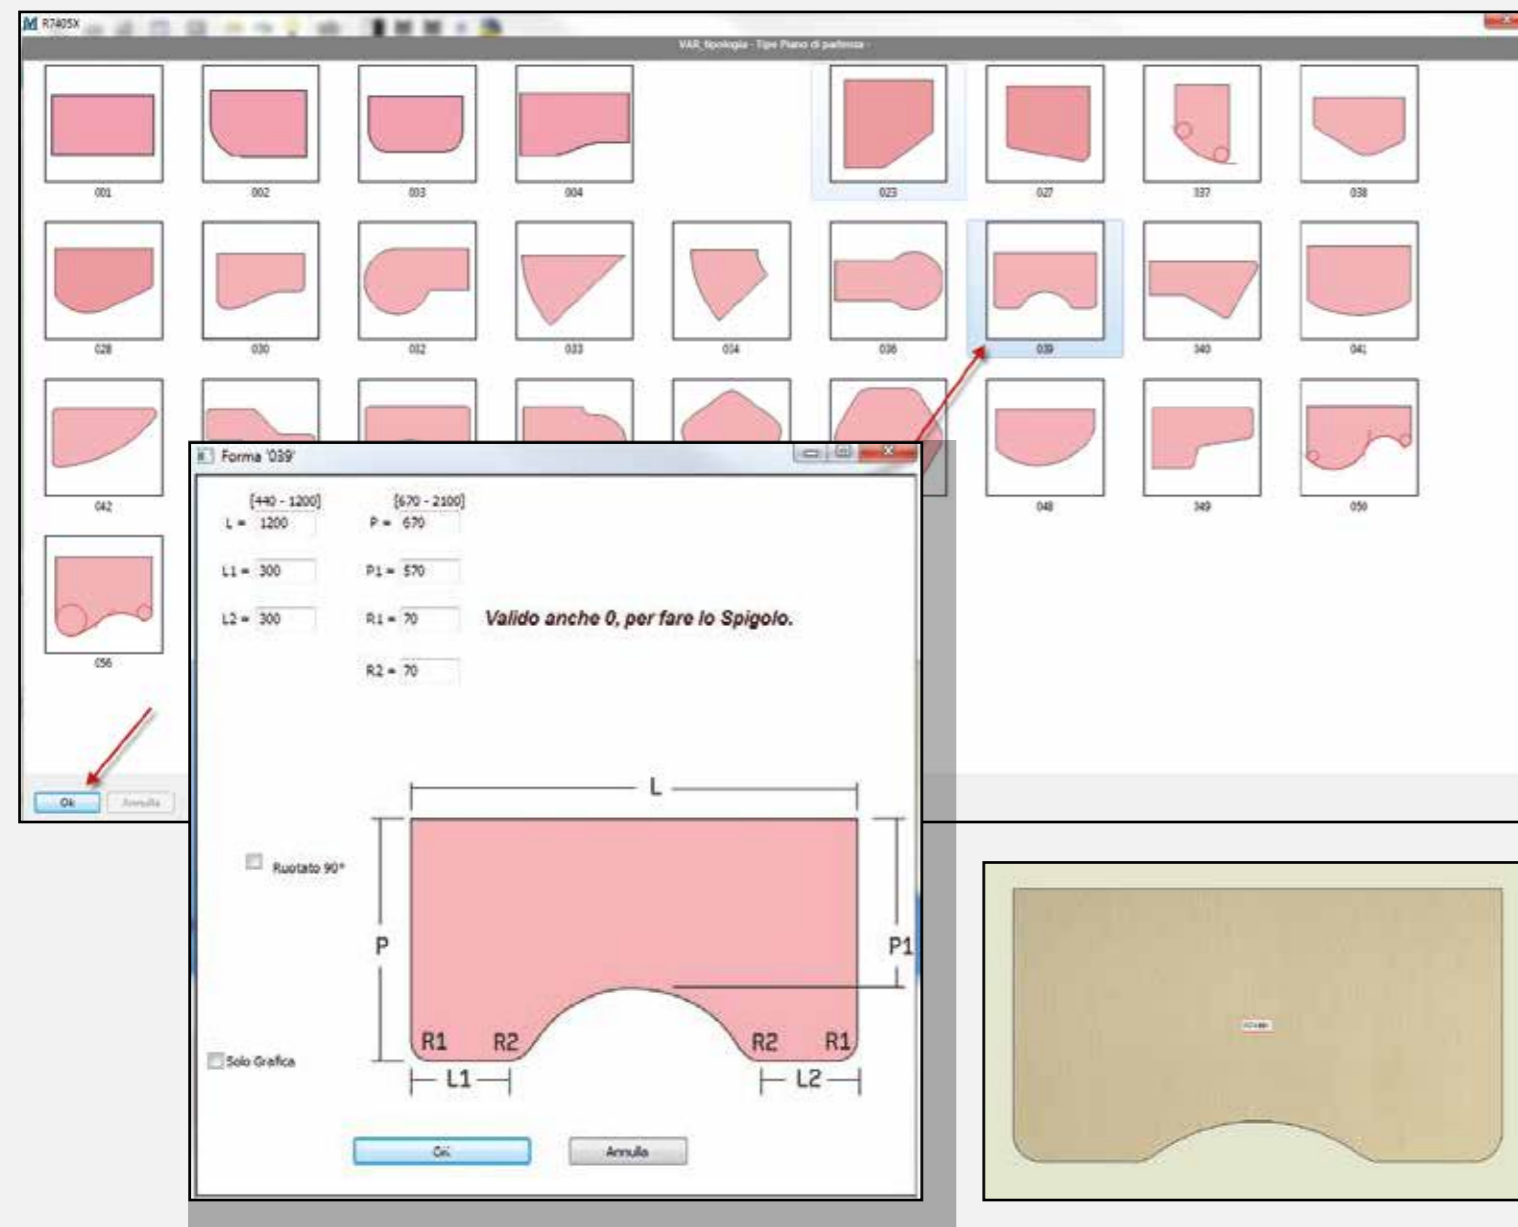 R7405X
VAR_tipologia - Tipo Piano di partenza -
001 002 003 004 023 027 037 038
028 030 032 033 034 036 039 040 041
042 048 049 050
056
Ok Annulla
Forma '039'
[440 - 1200] [670 - 2100]
L = 1200 P = 670
L1 = 300 P1 = 570
L2 = 300 R1 = 70 Valido anche 0, per fare lo Spigolo.
R2 = 70
L
Ruotato 90°
P P1
R1 R2 R2 R1
Solo Grafica
L1 L2
OK Annulla